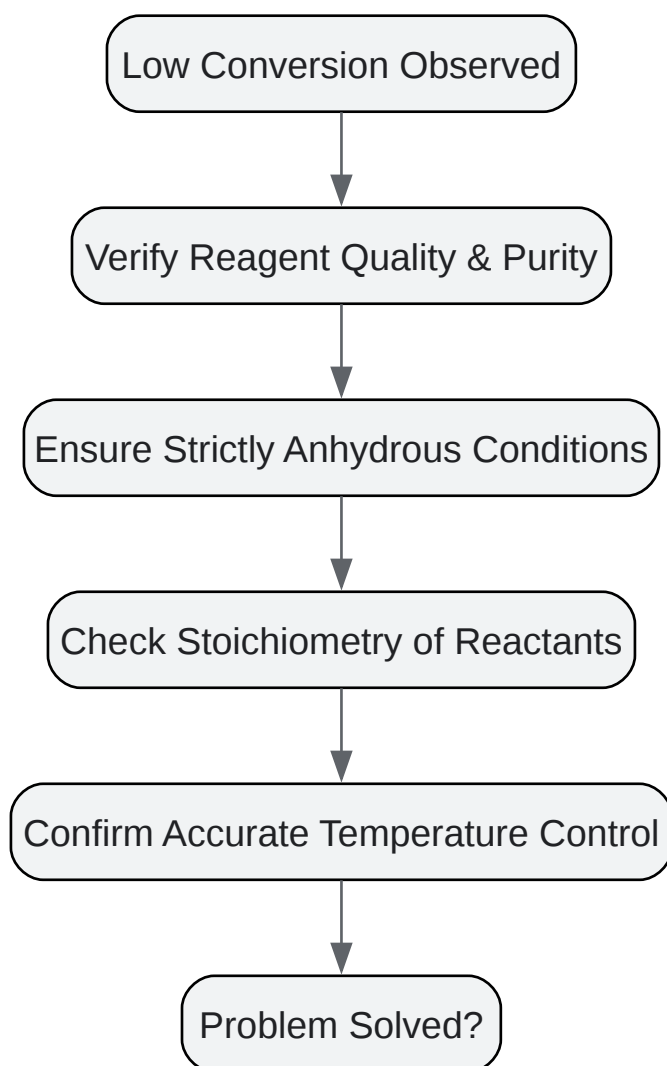 Low Conversion Observed
Verify Reagent Quality & Purity
Ensure Strictly Anhydrous Conditions
Check Stoichiometry of Reactants
Confirm Accurate Temperature Control
Problem Solved?